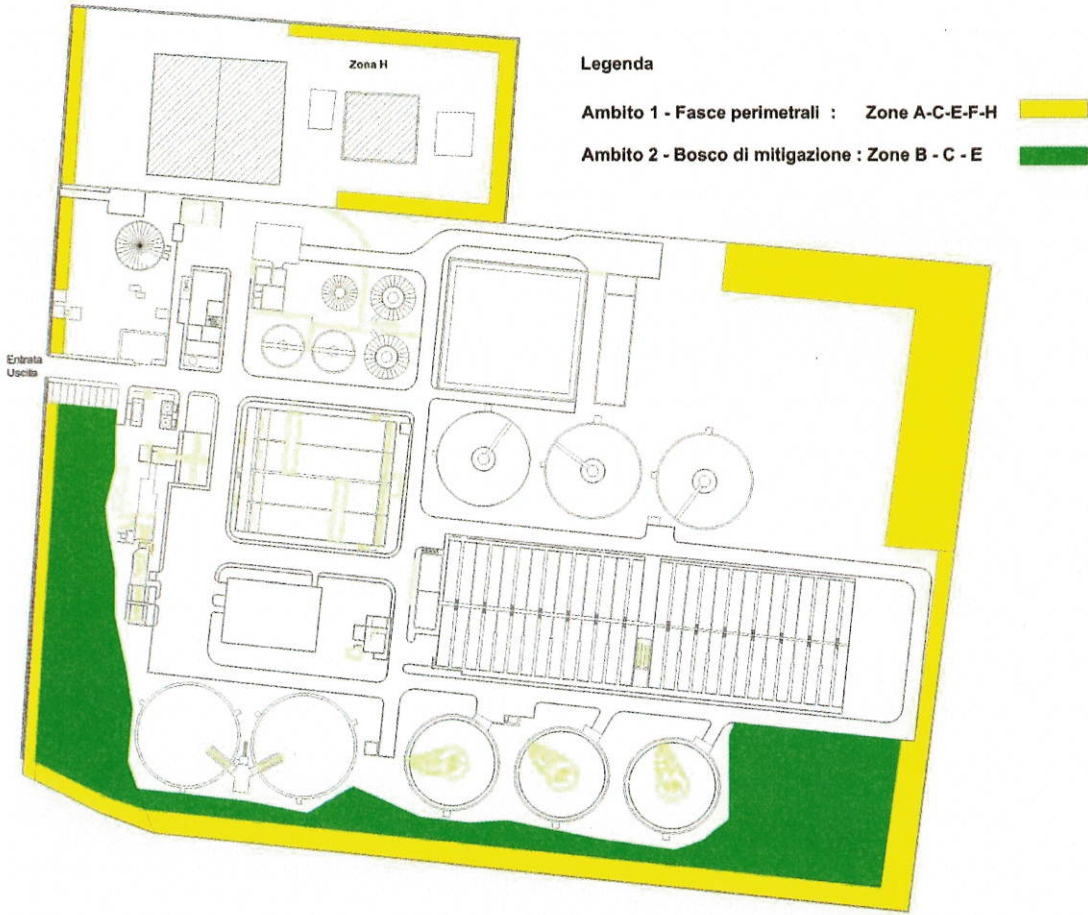 Zona H
Legenda
Ambito 1 - Fasce perimetrali : Zone A-C-E-F-H
Ambito 2 - Bosco di mitigazione : Zone B - C - E
Entrata
Uscita